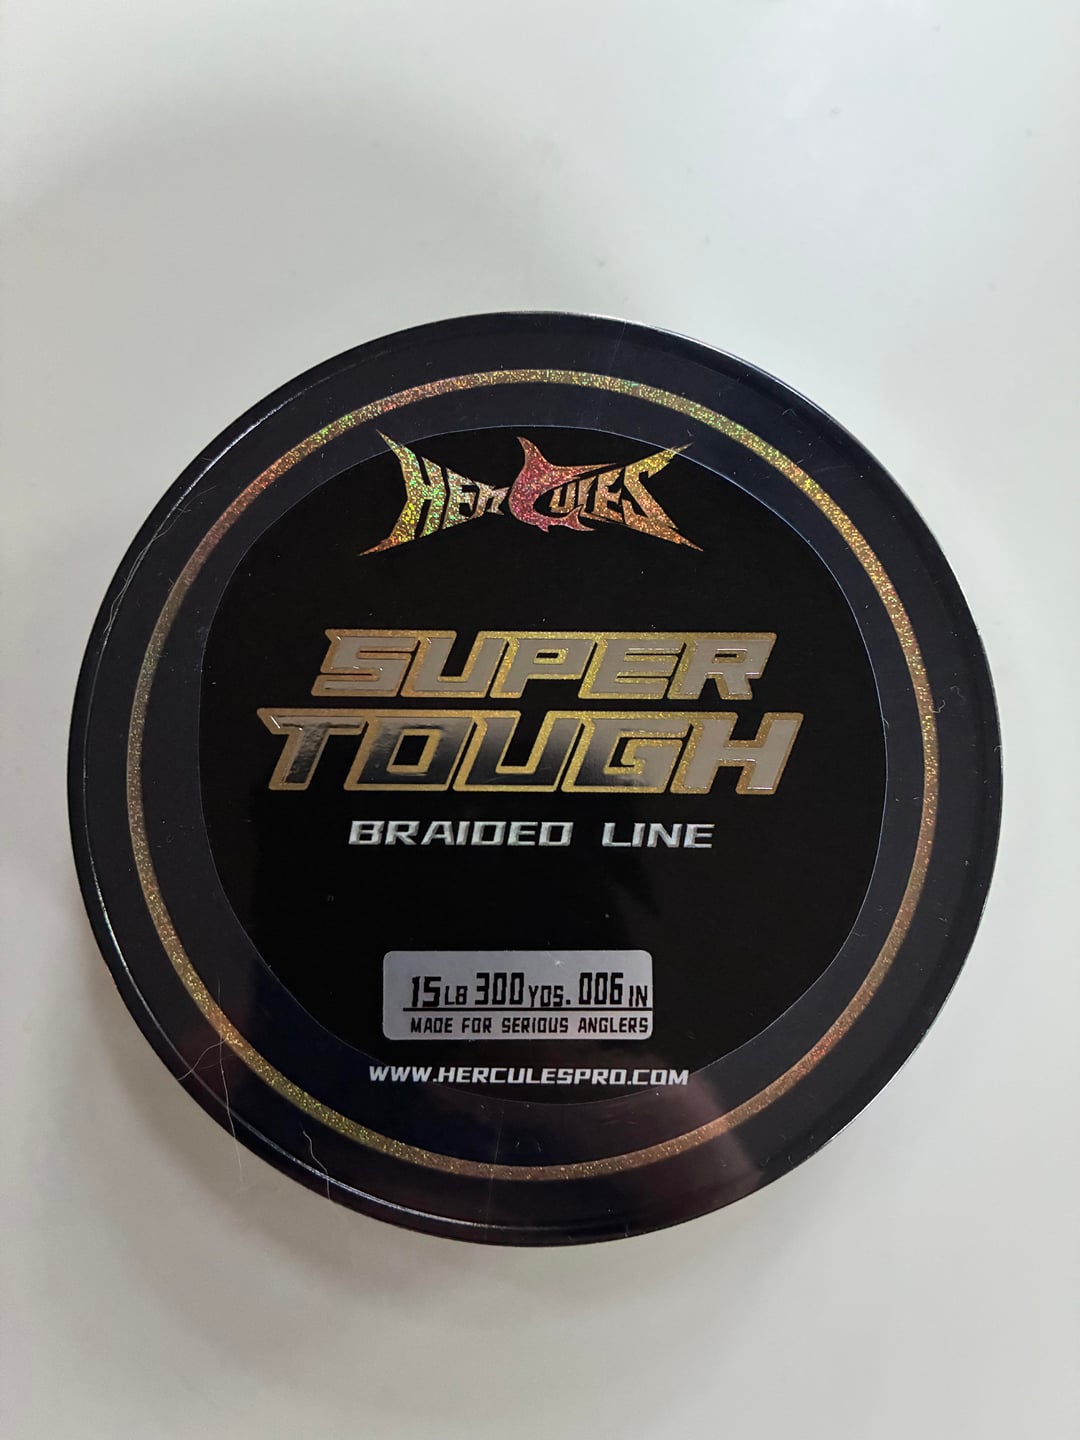 HERCULES
SUPER
TOUGH
BRAIDED LINE
15LB 300YDS. 006IN
MADE FOR SERIOUS ANGLERS
WWW.HERCULESPRO.COM